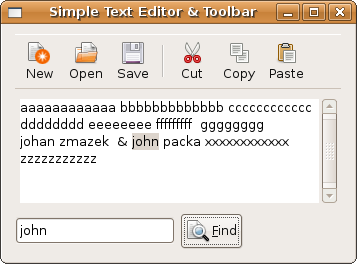 Simple Text Editor & Toolbar
New Open Save Cut Copy Paste
aaaaaaaaaaaa bbbbbbbbbbbbb cccccccccccc
dddddddd eeeeeeee fffffffff  gggggggg
johan zmazek  & john packa xxxxxxxxxxxx
zzzzzzzzzzz
john Find